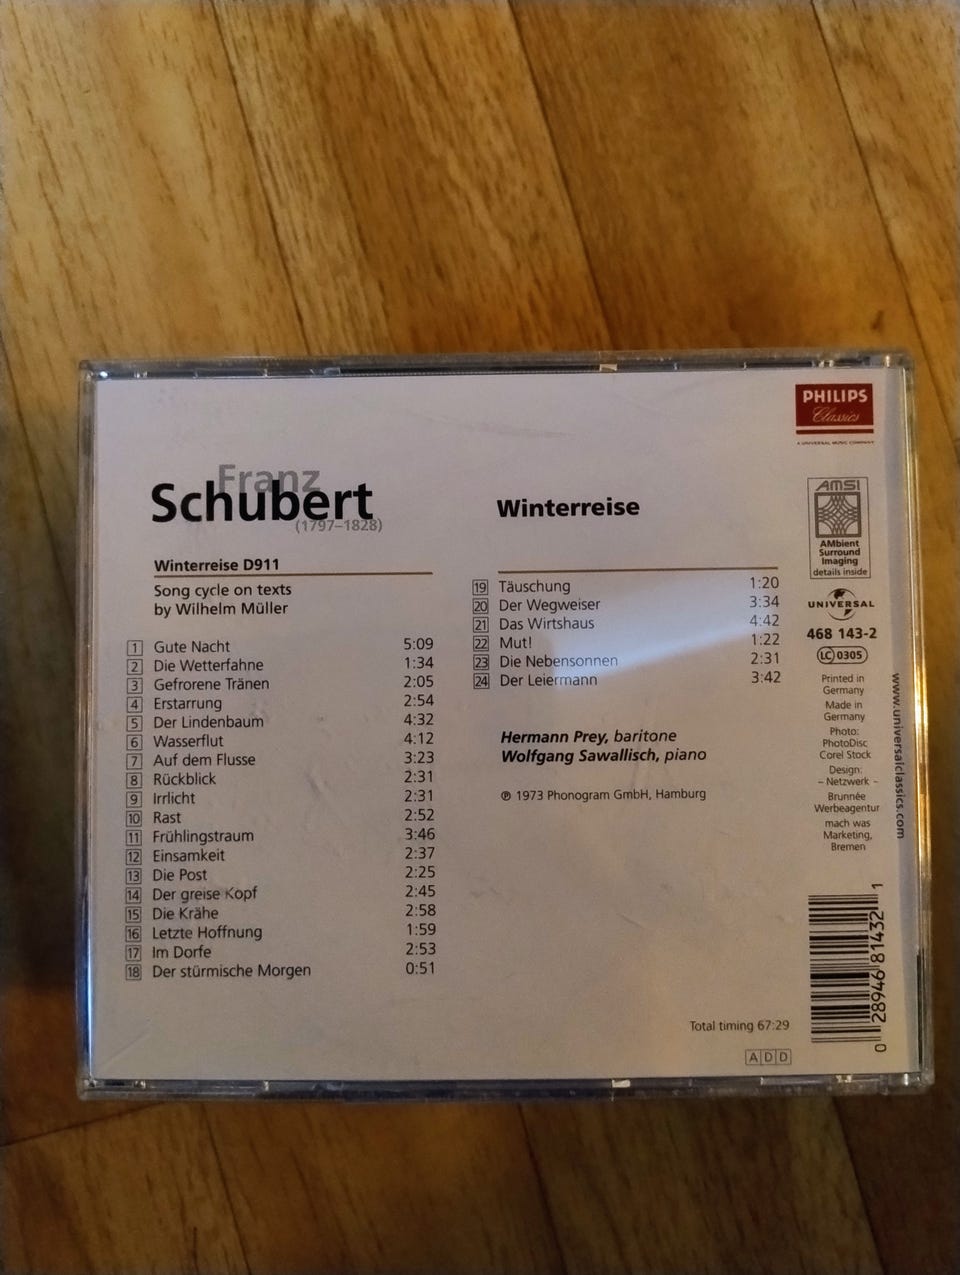 PHILIPS
Classics
A UNIVERSAL MUSIC COMPANY
Franz
Schubert
(1797–1828)
Winterreise D911
Song cycle on texts
by Wilhelm Müller
1 Gute Nacht 5:09
2 Die Wetterfahne 1:34
3 Gefrorene Tränen 2:05
4 Erstarrung 2:54
5 Der Lindenbaum 4:32
6 Wasserflut 4:12
7 Auf dem Flusse 3:23
8 Rückblick 2:31
9 Irrlicht 2:31
10 Rast 2:52
11 Frühlingstraum 3:46
12 Einsamkeit 2:37
13 Die Post 2:25
14 Der greise Kopf 2:45
15 Die Krähe 2:58
16 Letzte Hoffnung 1:59
17 Im Dorfe 2:53
18 Der stürmische Morgen 0:51
Winterreise
19 Täuschung 1:20
20 Der Wegweiser 3:34
21 Das Wirtshaus 4:42
22 Mut! 1:22
23 Die Nebensonnen 2:31
24 Der Leiermann 3:42
Hermann Prey, baritone
Wolfgang Sawallisch, piano
℗ 1973 Phonogram GmbH, Hamburg
Total timing 67:29
ADD
AMSI
AMbient
Surround
Imaging
details inside
UNIVERSAL
468 143-2
LC 0305
Printed in
Germany
Made in
Germany
Photo:
PhotoDisc
Corel Stock
Design:
– Netzwerk –
Brunnée
Werbeagentur
mach was
Marketing,
Bremen
www.universalclassics.com
0 28946 81432 1